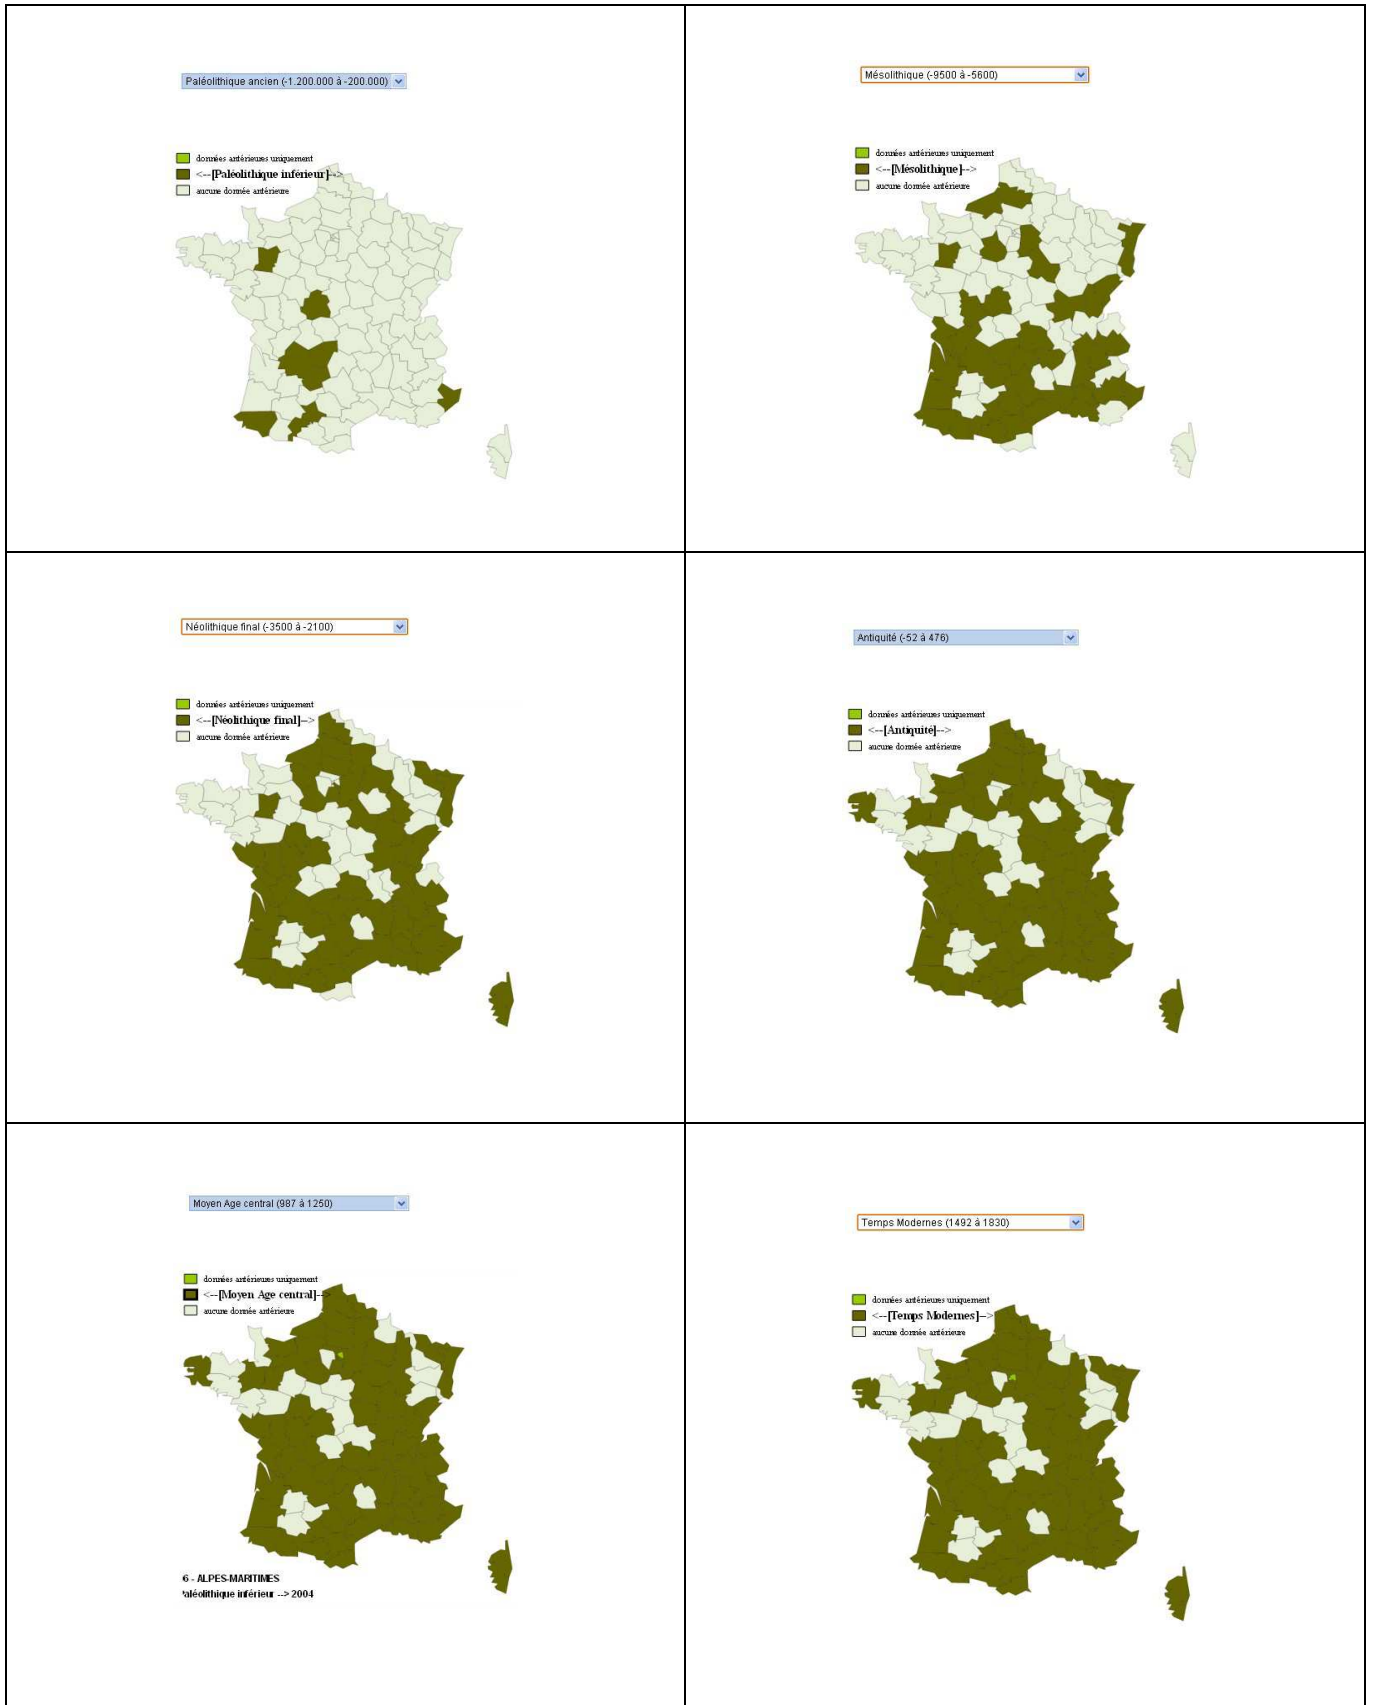 Paléolithique ancien (-1.200.000 à -200.000)
données antérieures uniquement
<--[Paléolithique inférieur]-->
aucune donnée antérieure
Mésolithique (-9500 à -5600)
données antérieures uniquement
<--[Mésolithique]-->
aucune donnée antérieure
Néolithique final (-3500 à -2100)
données antérieures uniquement
<--[Néolithique final]-->
aucune donnée antérieure
Antiquité (-52 à 476)
données antérieures uniquement
<--[Antiquité]-->
aucune donnée antérieure
Moyen Age central (987 à 1250)
données antérieures uniquement
<--[Moyen Age central]-->
aucune donnée antérieure
6 - ALPES-MARITIMES
aléolithique inférieur --> 2004
Temps Modernes (1492 à 1830)
données antérieures uniquement
<--[Temps Modernes]-->
aucune donnée antérieure